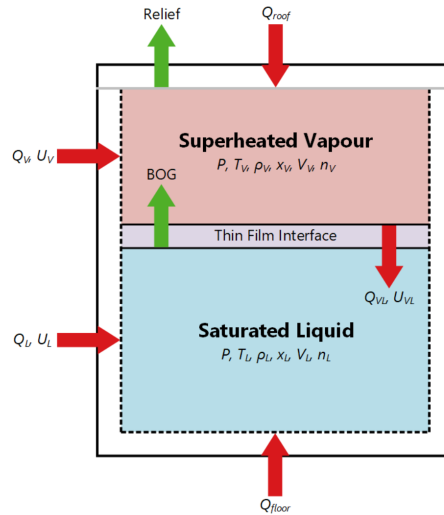 Relief
Q_roof
Superheated Vapour
P, T_V, ρ_V, x_V, V_V, n_V
Q_V, U_V
BOG
Thin Film Interface
Q_VL, U_VL
Saturated Liquid
P, T_L, ρ_L, x_L, V_L, n_L
Q_L, U_L
Q_floor